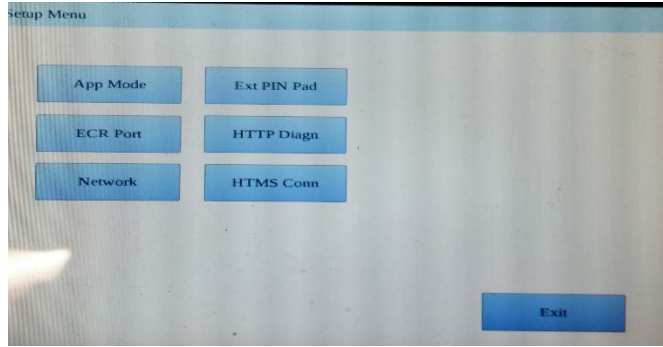 Setup Menu
App Mode
Ext PIN Pad
ECR Port
HTTP Diagn
Network
HTMS Conn
Exit